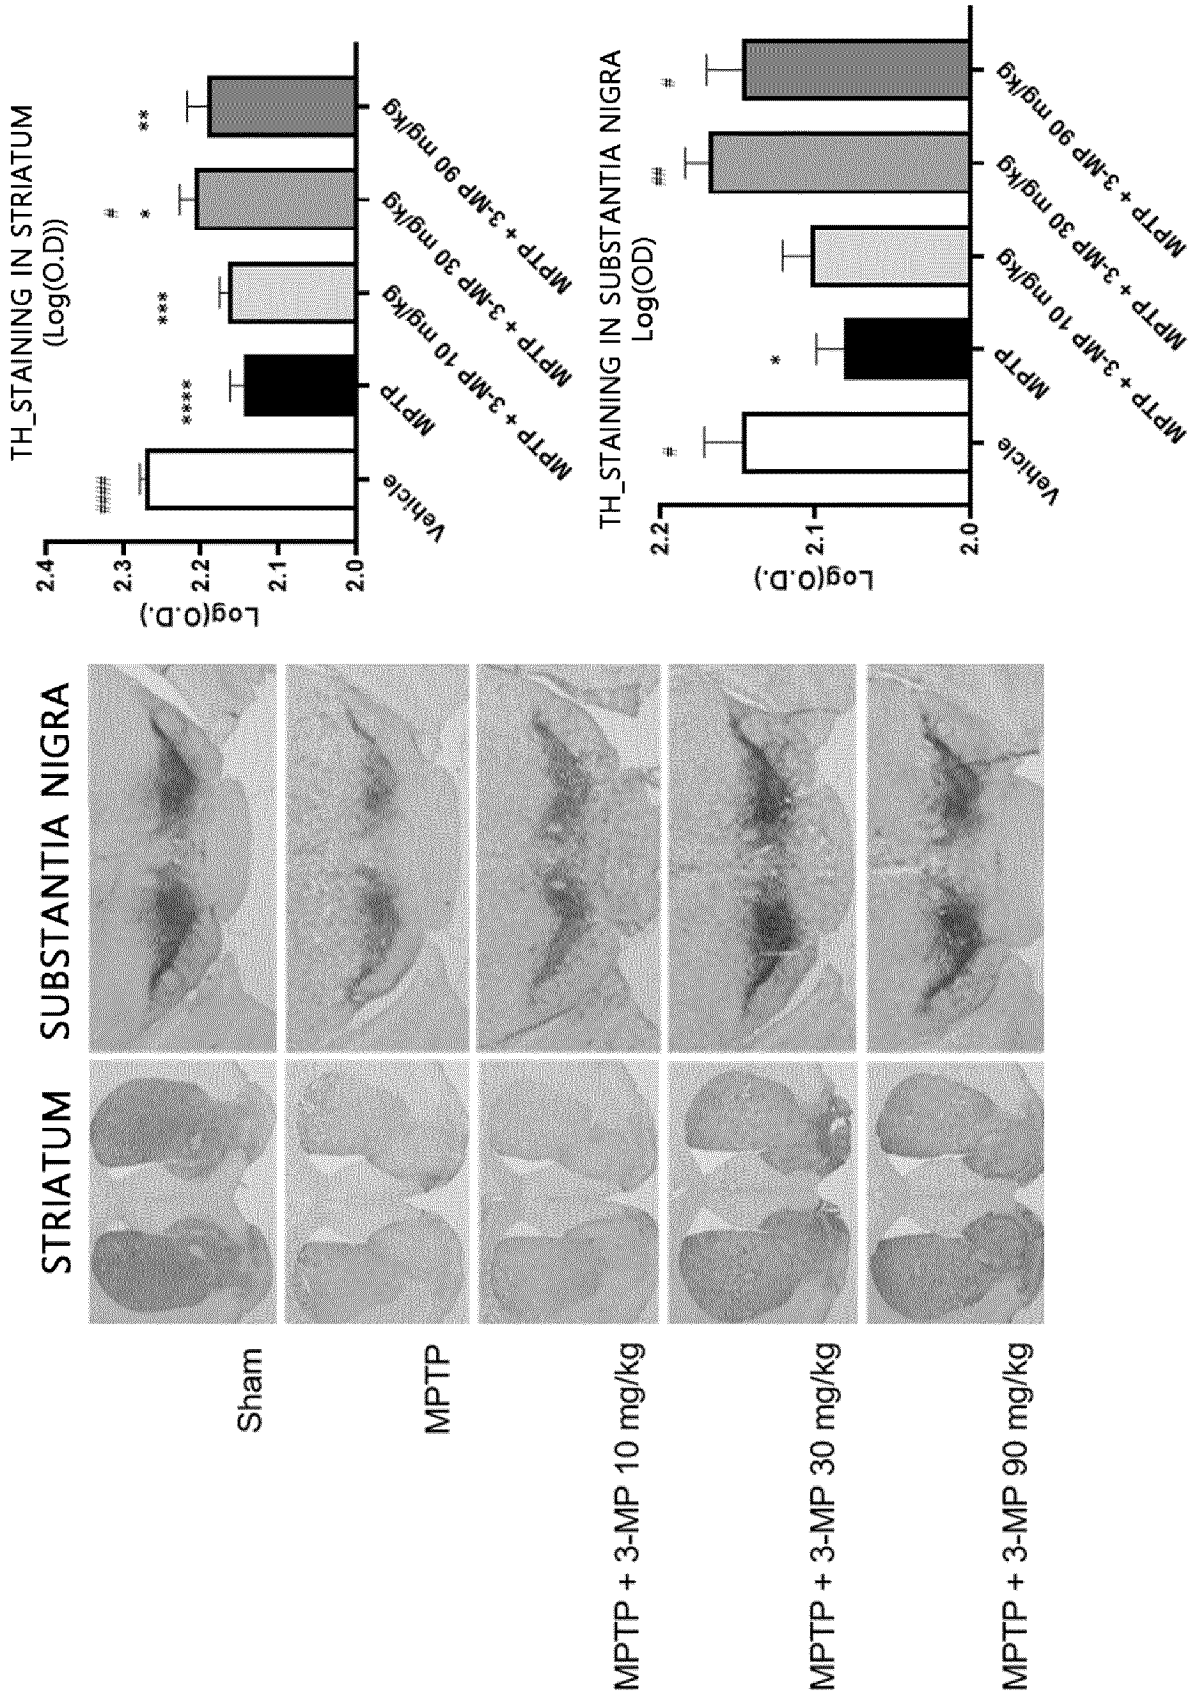 STRIATUM
SUBSTANTIA NIGRA
Sham
MPTP
MPTP + 3-MP 10 mg/kg
MPTP + 3-MP 30 mg/kg
MPTP + 3-MP 90 mg/kg
TH_STAINING IN STRIATUM
(Log(O.D))
Log(O.D.)
2.4
2.3
2.2
2.1
2.0
####
****
***
#
*
**
Vehicle
MPTP
MPTP + 3-MP 10 mg/kg
MPTP + 3-MP 30 mg/kg
MPTP + 3-MP 90 mg/kg
TH_STAINING IN SUBSTANTIA NIGRA
Log(OD)
Log(O.D.)
2.2
2.1
2.0
#
*
##
#
Vehicle
MPTP
MPTP + 3-MP 10 mg/kg
MPTP + 3-MP 30 mg/kg
MPTP + 3-MP 90 mg/kg